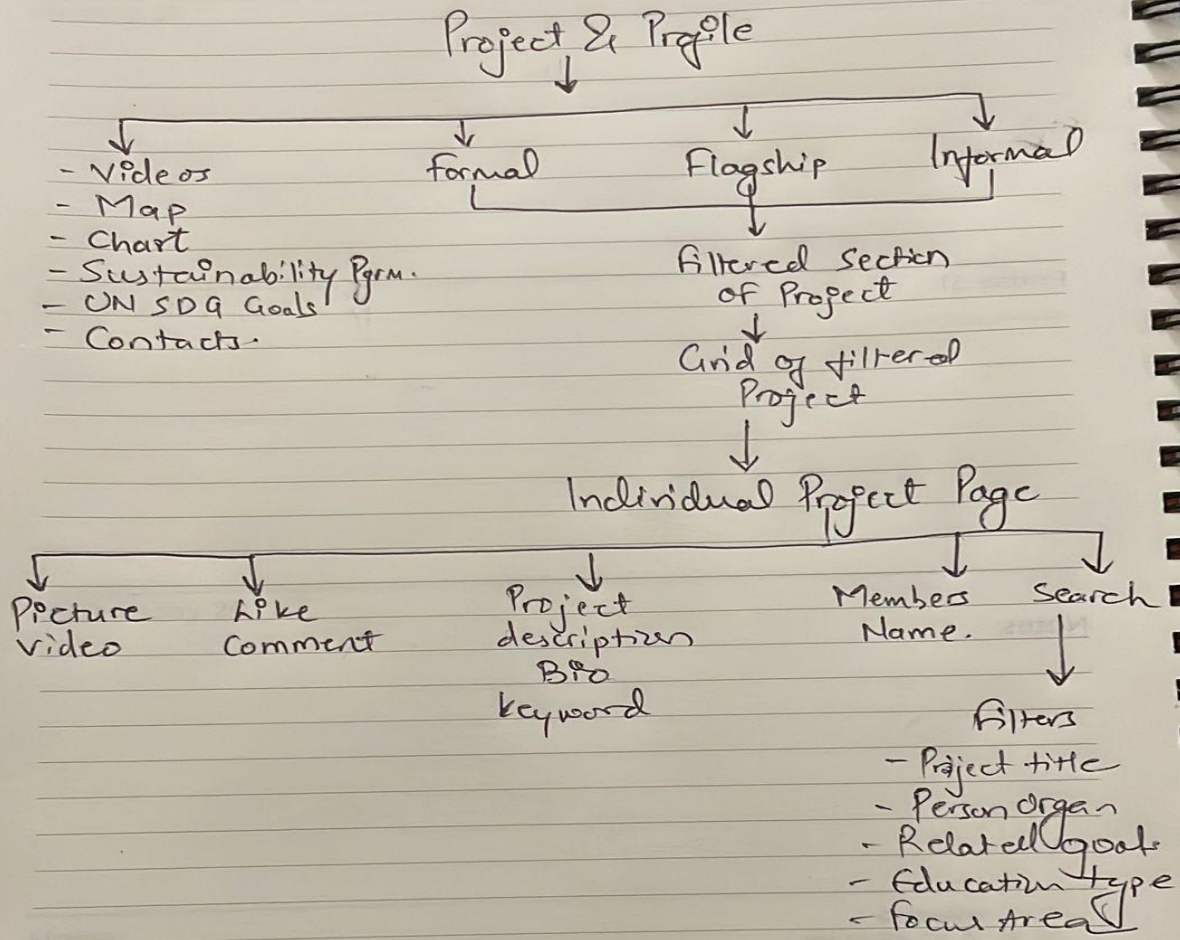 Project & Profile
- Videos
- Map
- Chart
- Sustainability Pgrm.
- UN SDG Goals
- Contacts.
Formal
Flagship
Informal
Filtered section
of Project
Grid of filtered
Project
Individual Project Page
Picture
Video
Like
Comment
Project
description
Bio
keyword
Members
Name.
Search
Filters
- Project title
- Person Organ
- Related goals
- Education type
- Focus Area